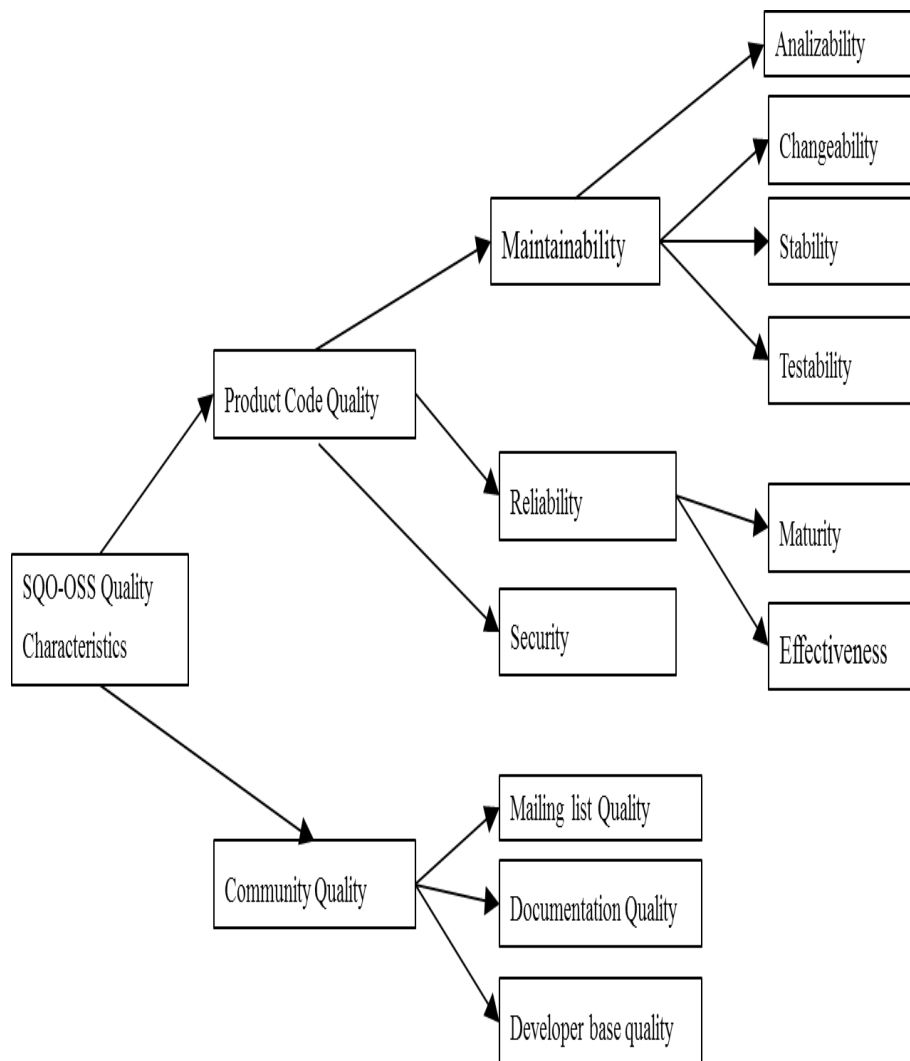 Analizability
Changeability
Maintainability
Stability
Testability
Product Code Quality
Reliability
Maturity
SQO-OSS Quality
Characteristics
Security
Effectiveness
Mailing list Quality
Community Quality
Documentation Quality
Developer base quality